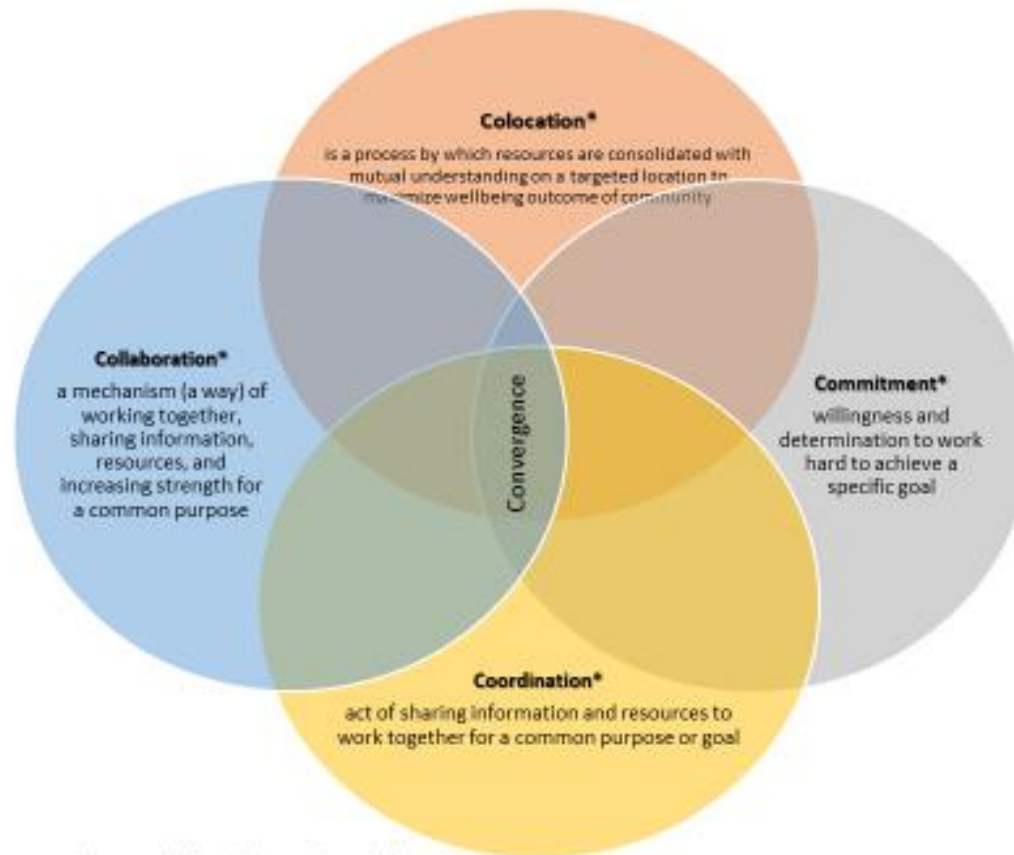 Colocation*
is a process by which resources are consolidated with
mutual understanding on a targeted location to
maximize wellbeing outcome of community
Collaboration*
a mechanism (a way) of
working together,
sharing information,
resources, and
increasing strength for
a common purpose
Convergence
Commitment*
willingness and
determination to work
hard to achieve a
specific goal
Coordination*
act of sharing information and resources to
work together for a common purpose or goal